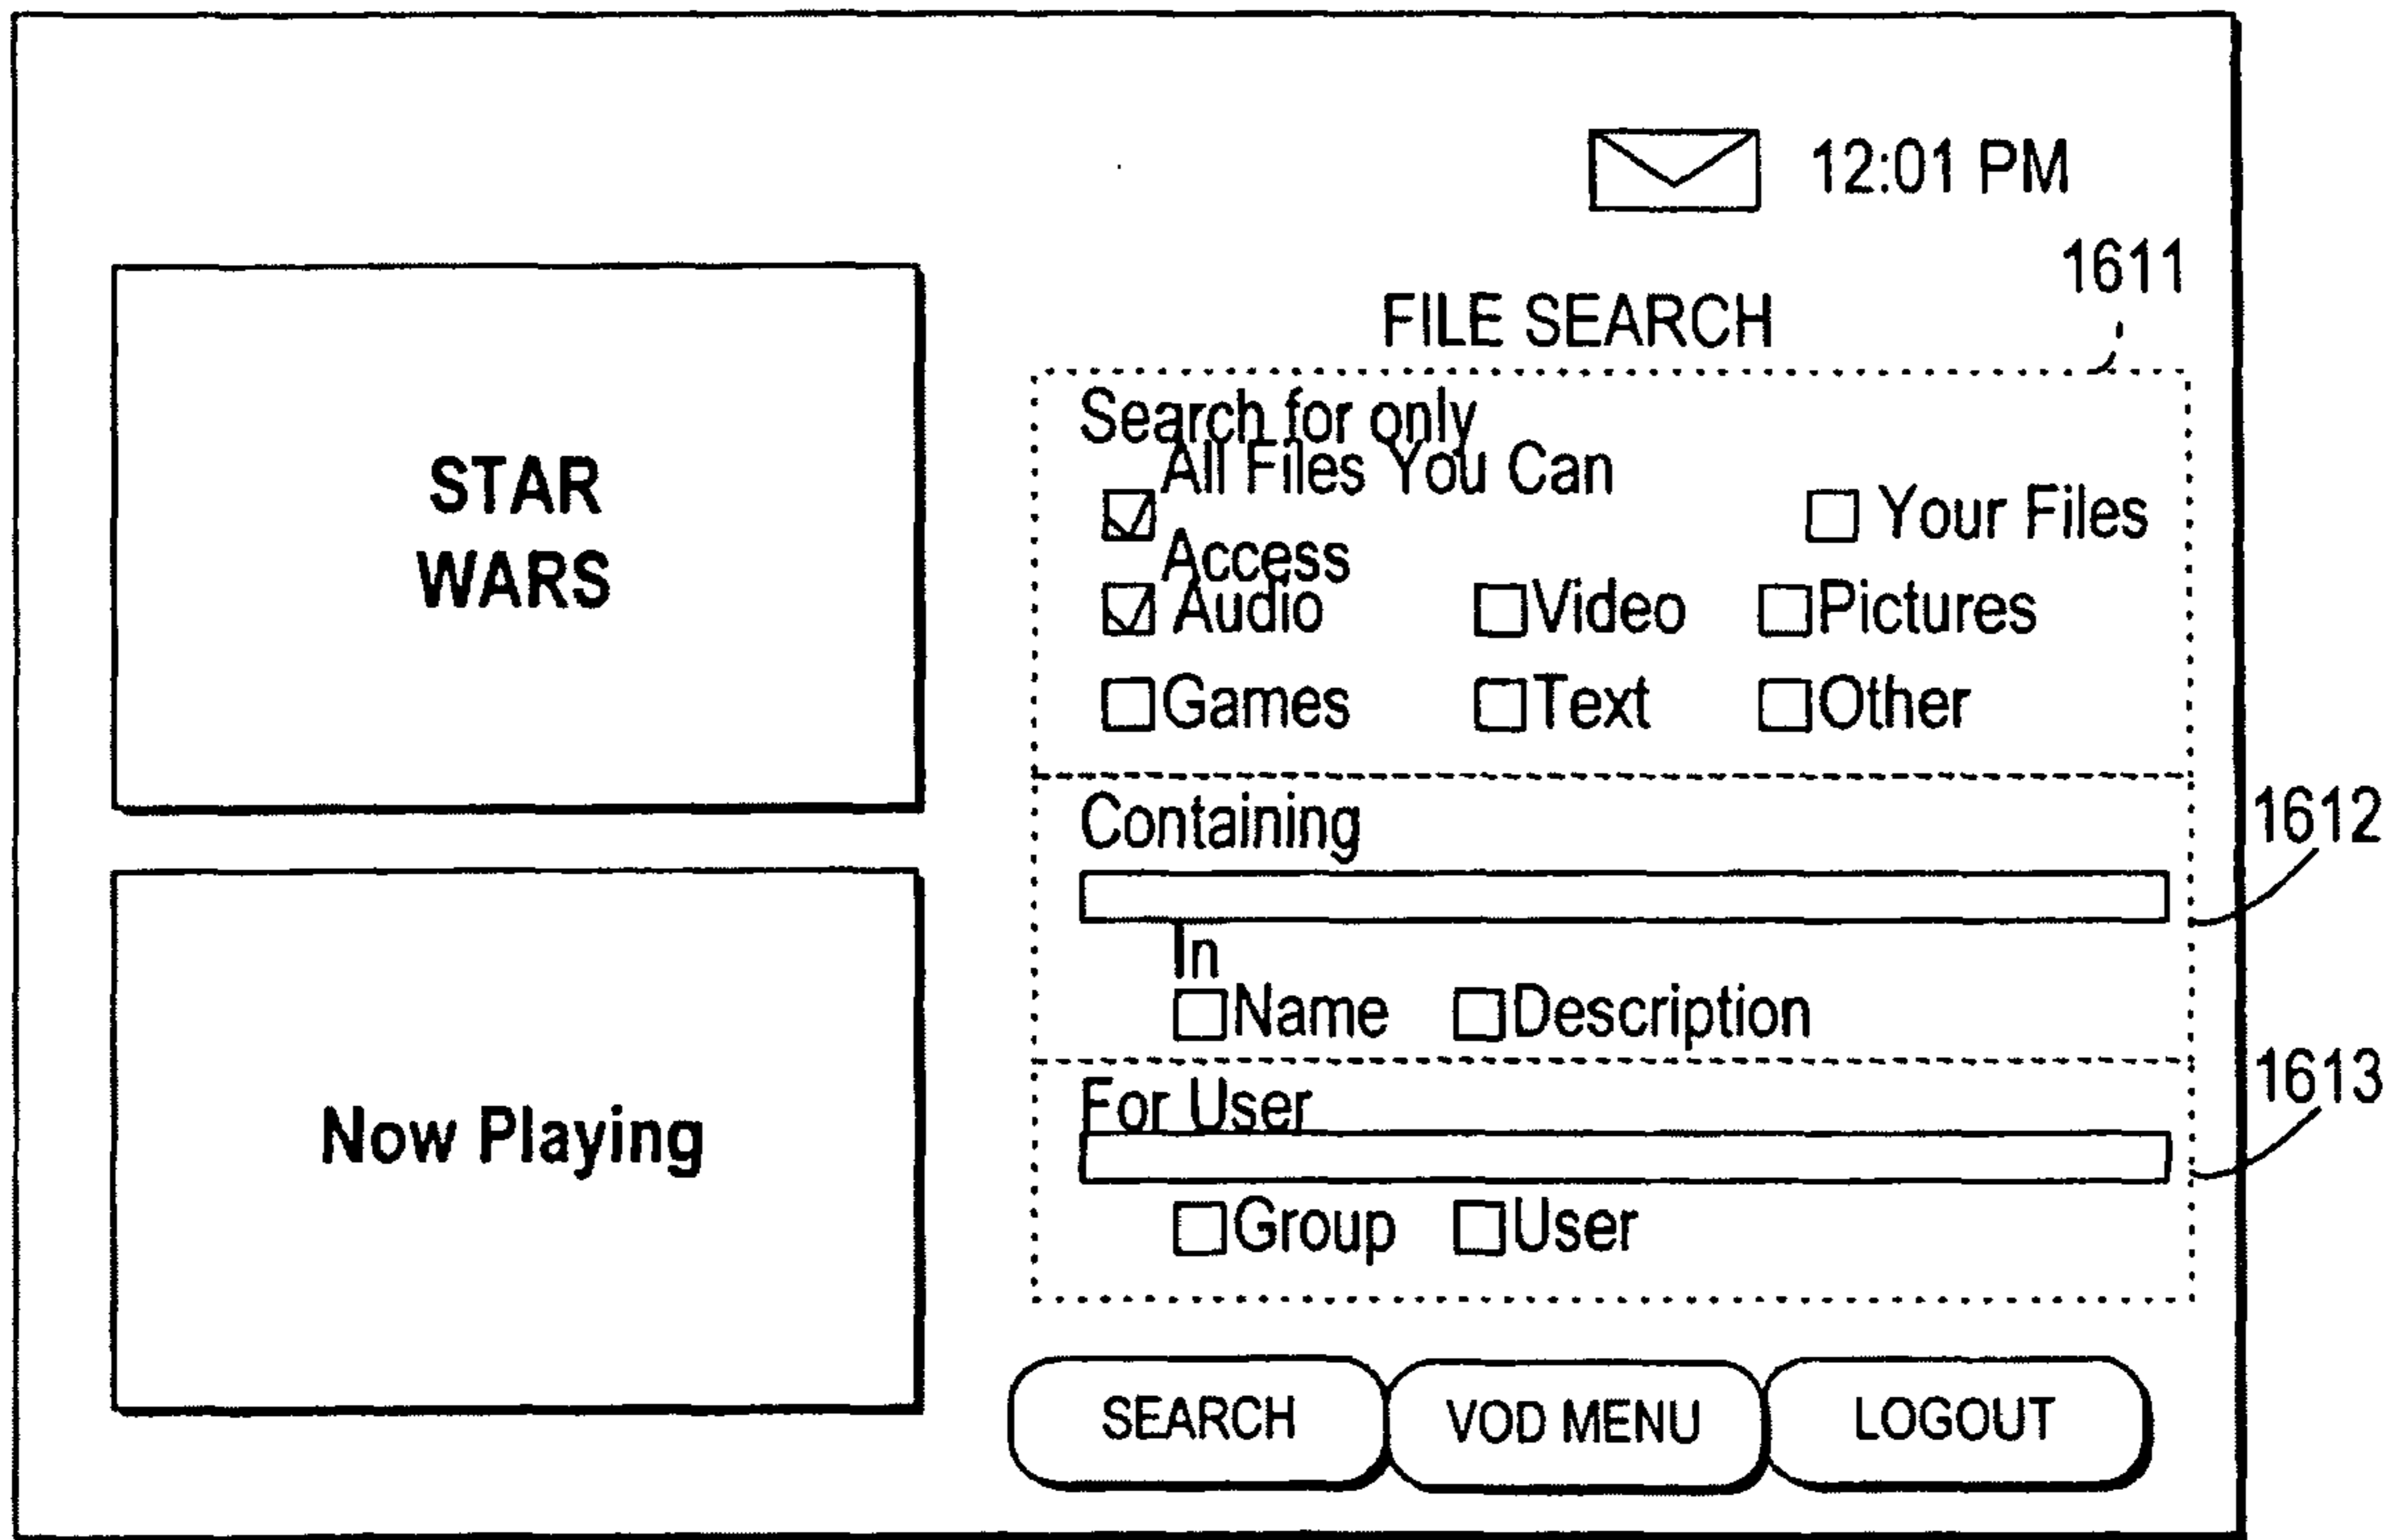 12:01 PM
1611
STAR
WARS
Now Playing
FILE SEARCH
Search for only
All Files You Can
Access
Your Files
Audio Video Pictures
Games Text Other
Containing
1612
In
Name Description
For User
1613
Group User
SEARCH VOD MENU LOGOUT